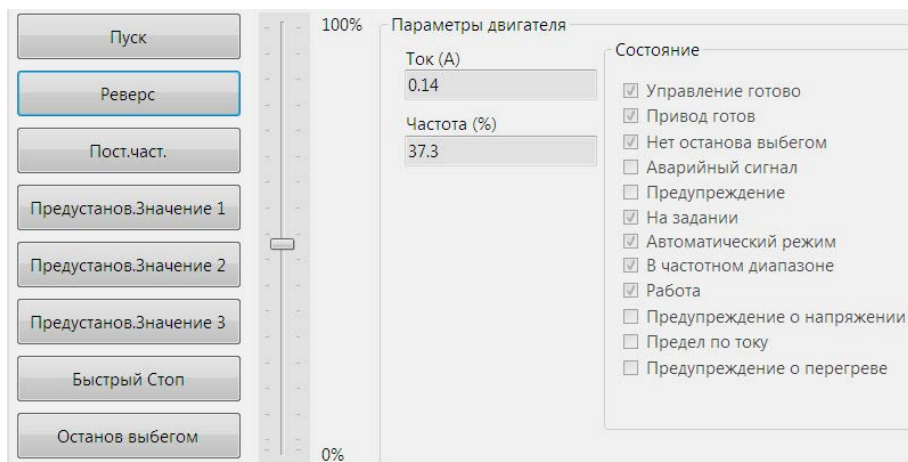 Пуск
Реверс
Пост.част.
Предустанов.Значение 1
Предустанов.Значение 2
Предустанов.Значение 3
Быстрый Стоп
Останов выбегом
100%
0%
Параметры двигателя
Ток (А)
0.14
Частота (%)
37.3
Состояние
Управление готово
Привод готов
Нет останова выбегом
Аварийный сигнал
Предупреждение
На задании
Автоматический режим
В частотном диапазоне
Работа
Предупреждение о напряжении
Предел по току
Предупреждение о перегреве